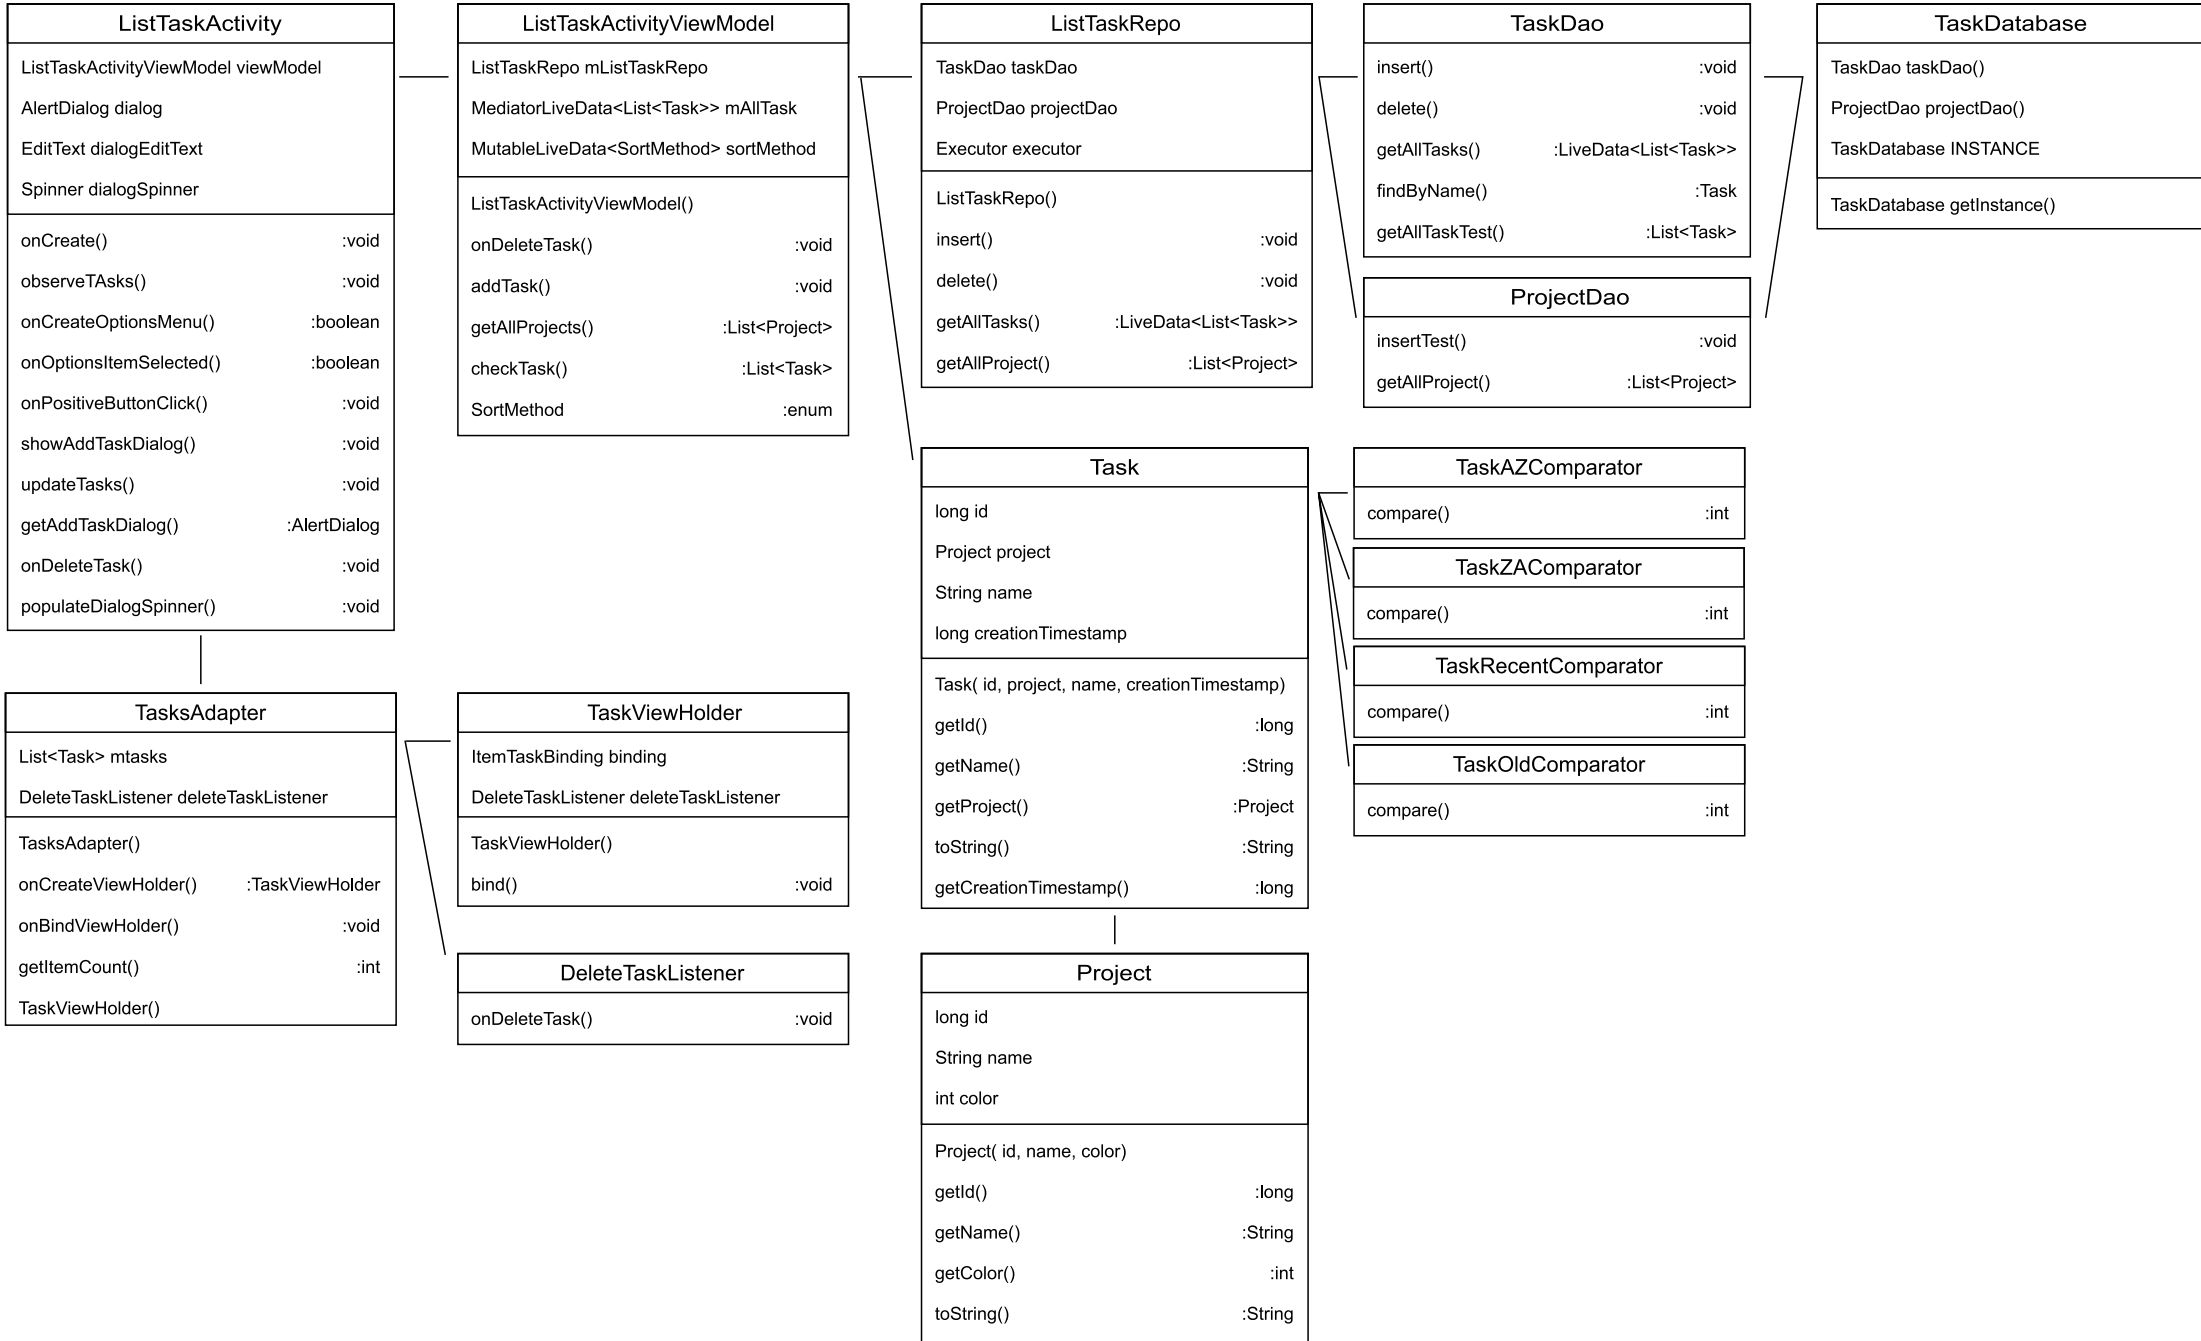 ListTaskActivity
ListTaskActivityViewModel viewModel
AlertDialog dialog
EditText dialogEditText
Spinner dialogSpinner
onCreate() :void
observeTAsks() :void
onCreateOptionsMenu() :boolean
onOptionsItemSelected() :boolean
onPositiveButtonClick() :void
showAddTaskDialog() :void
updateTasks() :void
getAddTaskDialog() :AlertDialog
onDeleteTask() :void
populateDialogSpinner() :void
ListTaskActivityViewModel
ListTaskRepo mListTaskRepo
MediatorLiveData<List<Task>> mAllTask
MutableLiveData<SortMethod> sortMethod
ListTaskActivityViewModel()
onDeleteTask() :void
addTask() :void
getAllProjects() :List<Project>
checkTask() :List<Task>
SortMethod :enum
ListTaskRepo
TaskDao taskDao
ProjectDao projectDao
Executor executor
ListTaskRepo()
insert() :void
delete() :void
getAllTasks() :LiveData<List<Task>>
getAllProject() :List<Project>
TaskDao
insert() :void
delete() :void
getAllTasks() :LiveData<List<Task>>
findByName() :Task
getAllTaskTest() :List<Task>
ProjectDao
insertTest() :void
getAllProject() :List<Project>
TaskDatabase
TaskDao taskDao()
ProjectDao projectDao()
TaskDatabase INSTANCE
TaskDatabase getInstance()
Task
long id
Project project
String name
long creationTimestamp
Task( id, project, name, creationTimestamp)
getId() :long
getName() :String
getProject() :Project
toString() :String
getCreationTimestamp() :long
TaskAZComparator
compare() :int
TaskZAComparator
compare() :int
TaskRecentComparator
compare() :int
TaskOldComparator
compare() :int
TasksAdapter
List<Task> mtasks
DeleteTaskListener deleteTaskListener
TasksAdapter()
onCreateViewHolder() :TaskViewHolder
onBindViewHolder() :void
getItemCount() :int
TaskViewHolder()
TaskViewHolder
ItemTaskBinding binding
DeleteTaskListener deleteTaskListener
TaskViewHolder()
bind() :void
DeleteTaskListener
onDeleteTask() :void
Project
long id
String name
int color
Project( id, name, color)
getId() :long
getName() :String
getColor() :int
toString() :String